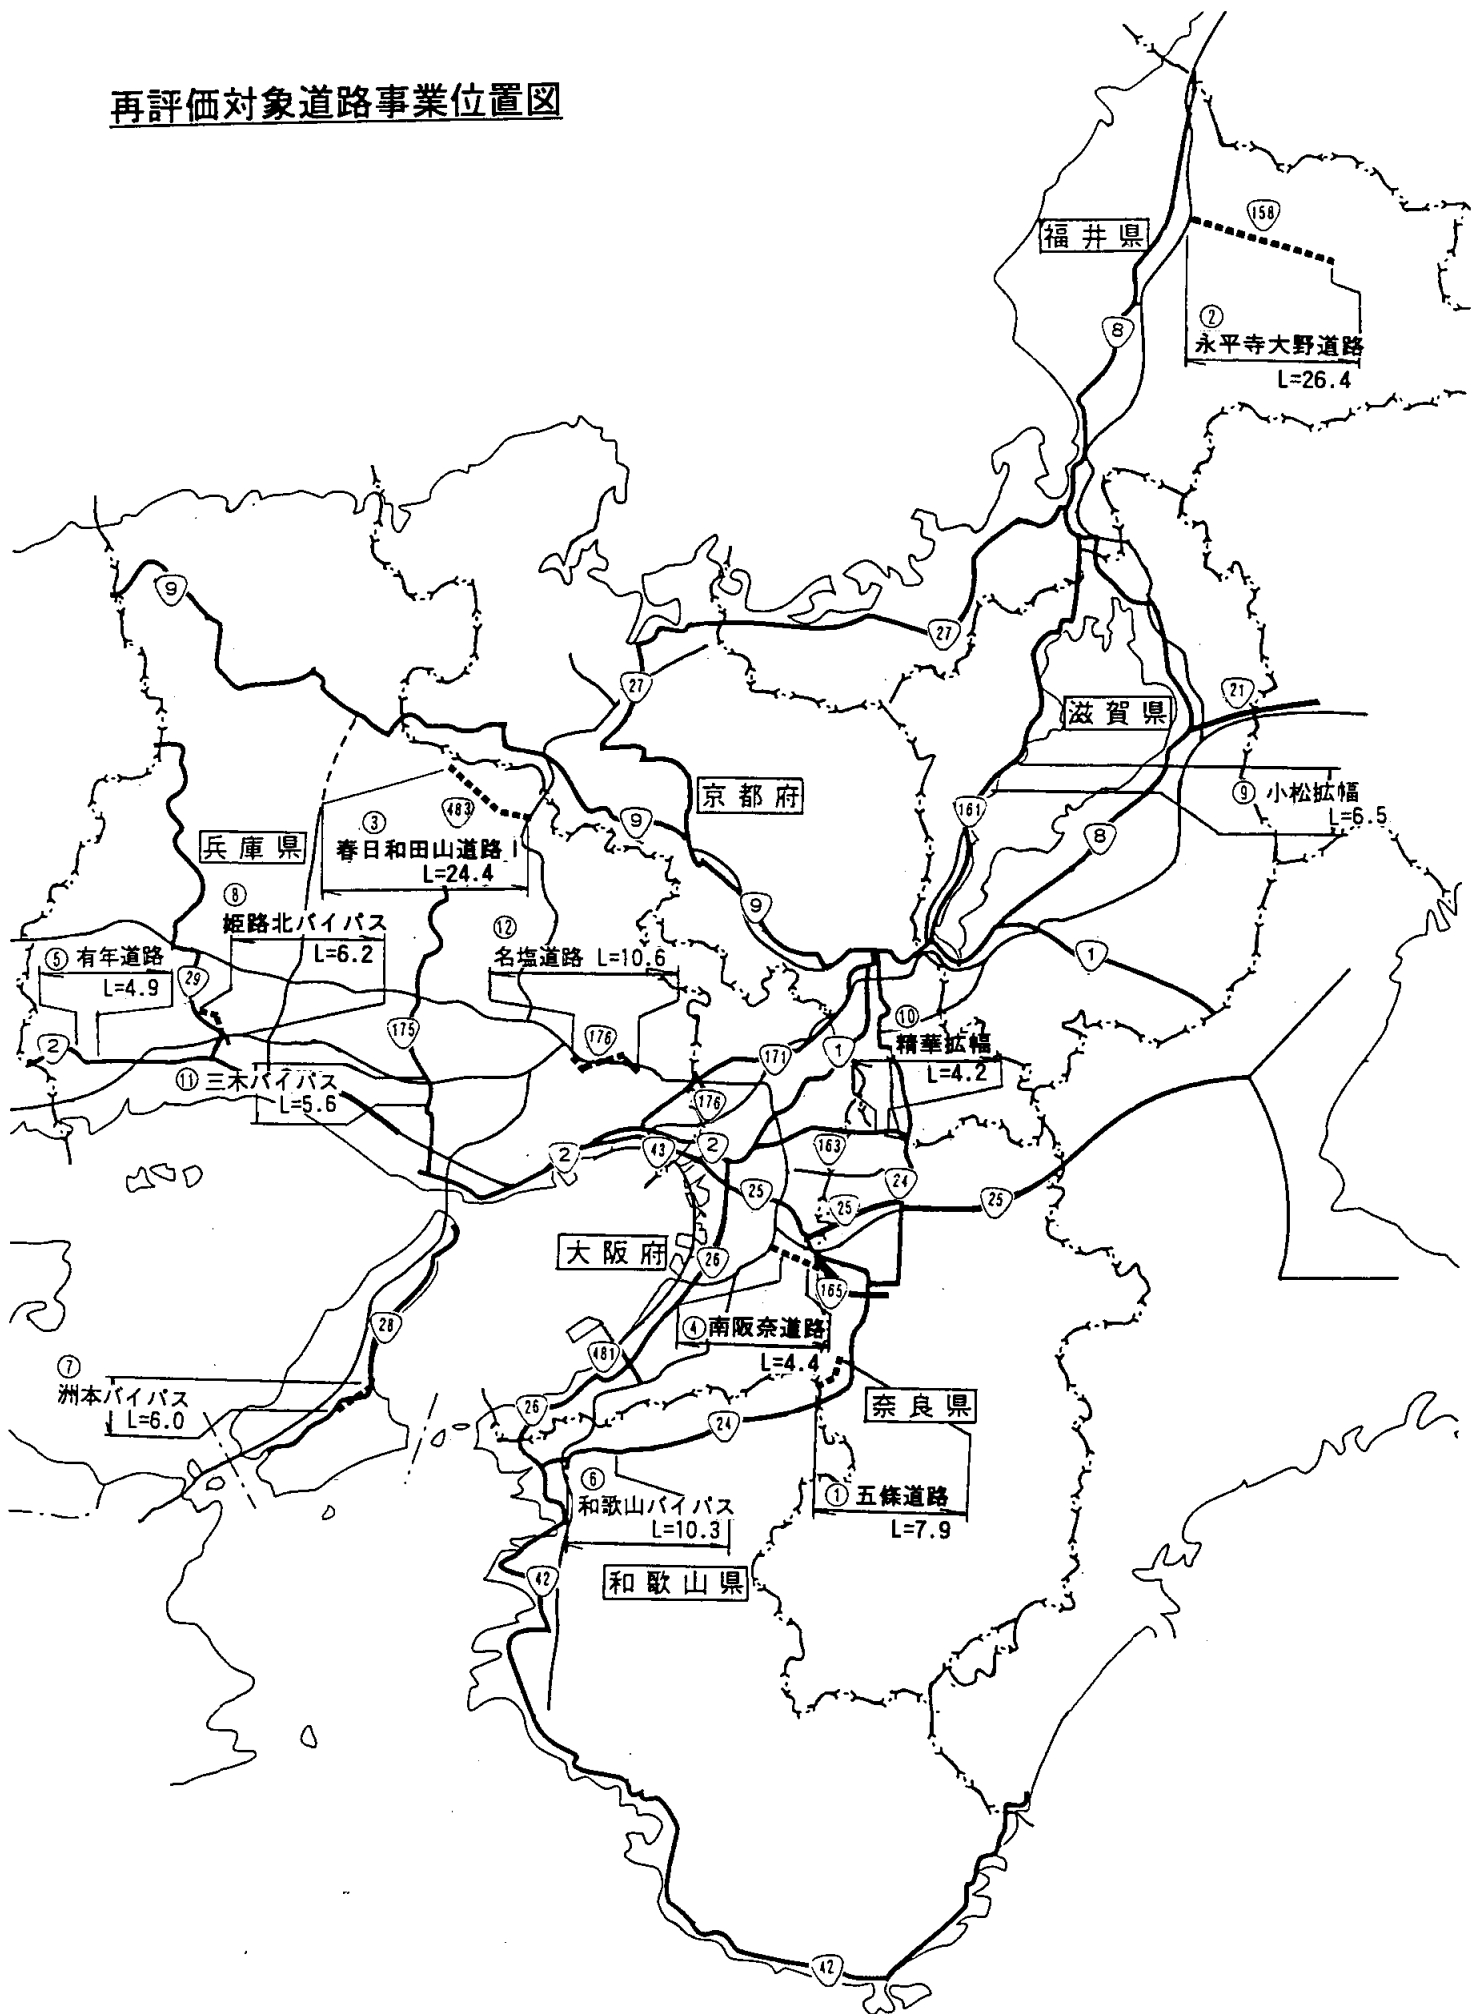 再評価対象道路事業位置図
158
福井県
8
②
永平寺大野道路
L=26.4
9
27
27
21
滋賀県
京都府
161
⑨ 小松拡幅
L=6.5
483
③
春日和田山道路 I
L=24.4
9
8
兵庫県
⑧
姫路北バイパス
L=6.2
9
⑫
名塩道路 L=10.6
⑤ 有年道路
L=4.9
29
1
⑩
精華拡幅
L=4.2
2
175
176
171
1
⑪ 三木バイパス
L=5.6
176
2
43
2
163
24
25
25
25
大阪府
26
165
④ 南阪奈道路
L=4.4
28
481
⑦
洲本バイパス
L=6.0
奈良県
26
24
⑥
和歌山バイパス
L=10.3
① 五條道路
L=7.9
42
和歌山県
42